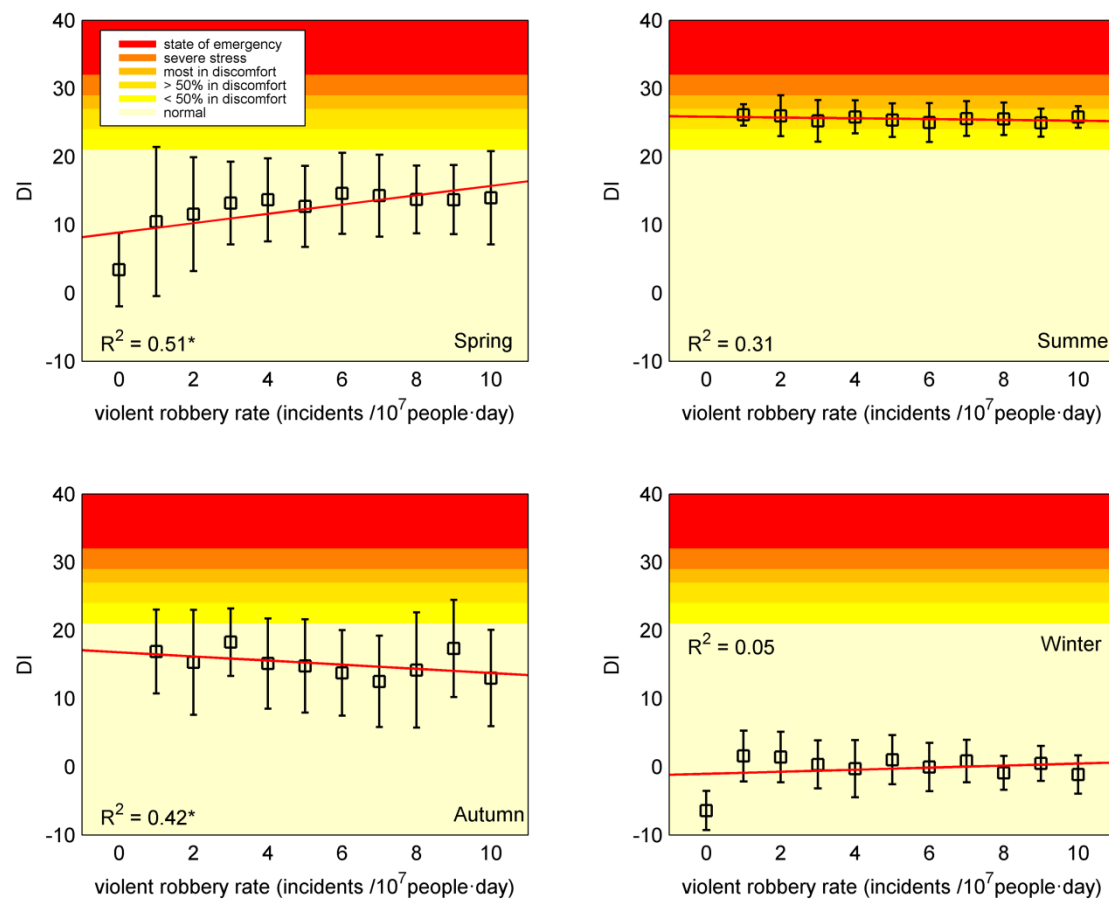 40
30
20
10
0
-10
DI
state of emergency
severe stress
most in discomfort
> 50% in discomfort
< 50% in discomfort
normal
R² = 0.51*
Spring
0 2 4 6 8 10
violent robbery rate (incidents /10⁷people·day)
40
30
20
10
0
-10
DI
R² = 0.31
Summe
0 2 4 6 8 10
violent robbery rate (incidents /10⁷people·day)
40
30
20
10
0
-10
DI
R² = 0.42*
Autumn
0 2 4 6 8 10
violent robbery rate (incidents /10⁷people·day)
40
30
20
10
0
-10
DI
R² = 0.05
Winter
0 2 4 6 8 10
violent robbery rate (incidents /10⁷people·day)